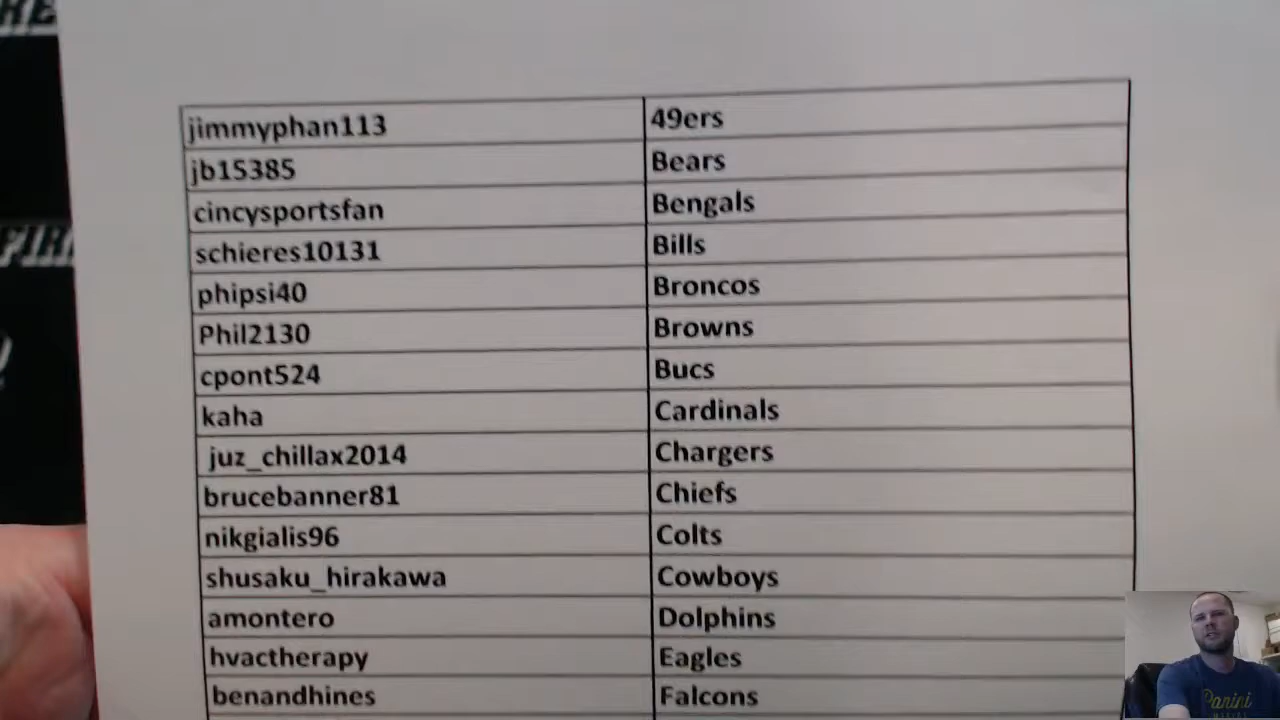 jimmyphan113 49ers
jb15385 Bears
cincysportsfan Bengals
schieres10131 Bills
phipsi40 Broncos
Phil2130 Browns
cpont524 Bucs
kaha Cardinals
juz_chillax2014 Chargers
brucebanner81 Chiefs
nikgialis96 Colts
shusaku_hirakawa Cowboys
amontero Dolphins
hvactherapy Eagles
benandhines Falcons
Panini